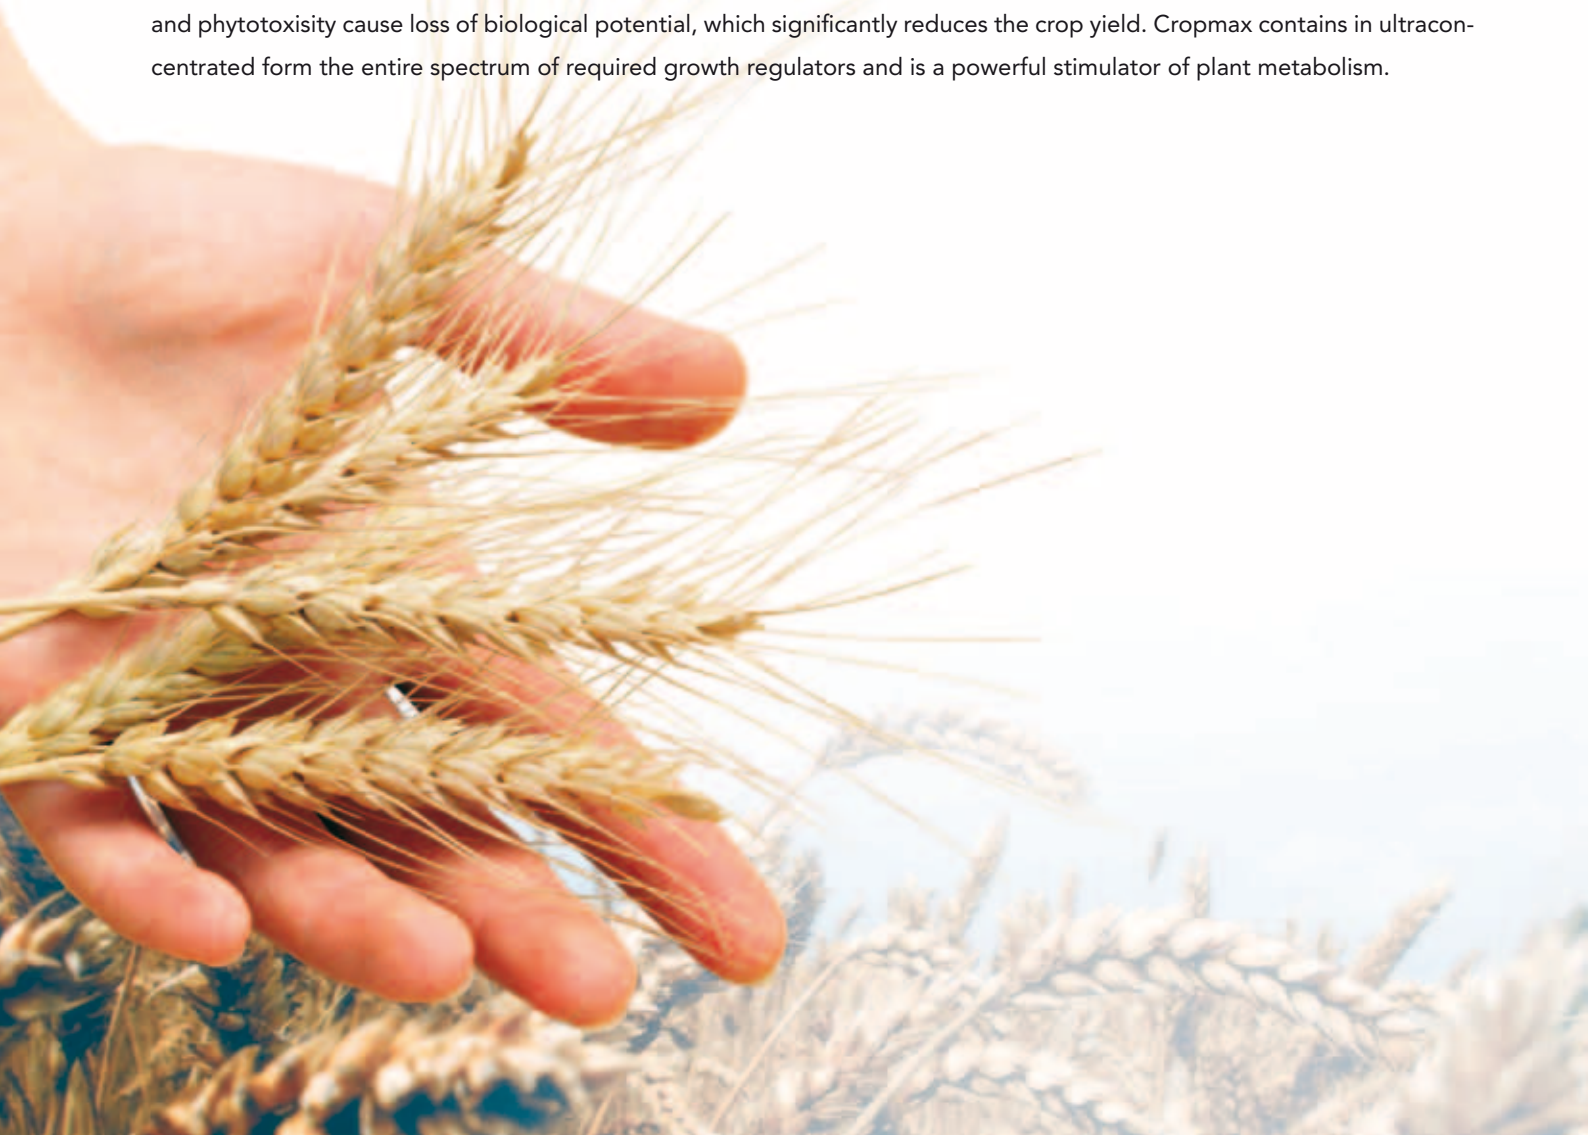 and phytotoxisity cause loss of biological potential, which significantly reduces the crop yield. Cropmax contains in ultracon-
centrated form the entire spectrum of required growth regulators and is a powerful stimulator of plant metabolism.